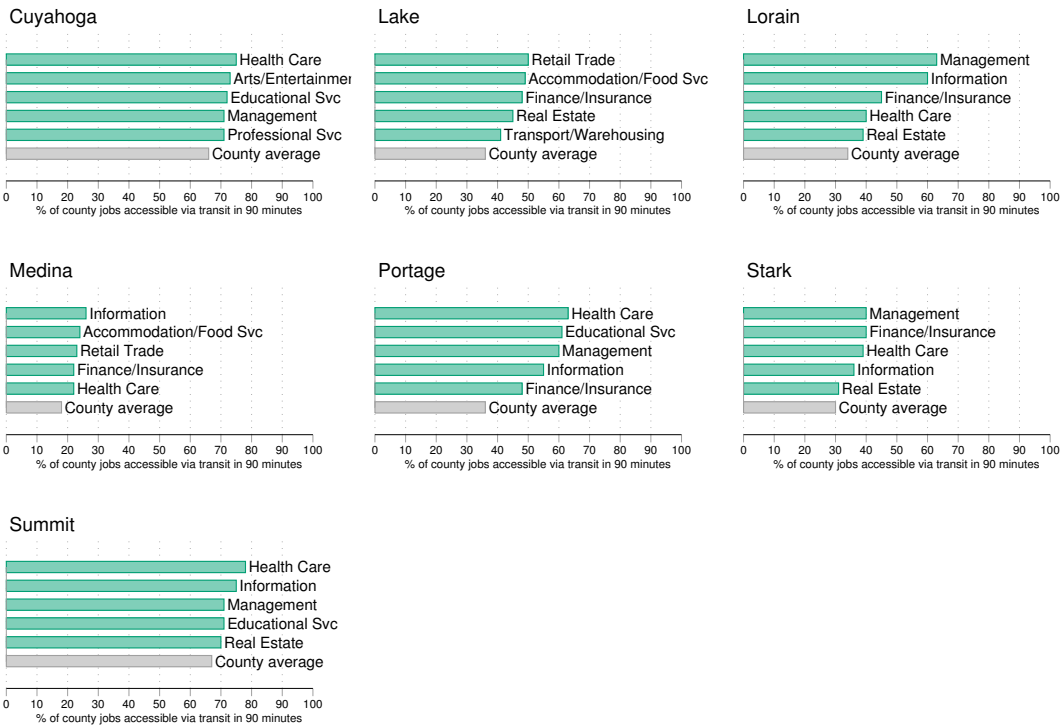 Cuyahoga
Health Care
Arts/Entertainmen
Educational Svc
Management
Professional Svc
County average
0 10 20 30 40 50 60 70 80 90 100
% of county jobs accessible via transit in 90 minutes
Lake
Retail Trade
Accommodation/Food Svc
Finance/Insurance
Real Estate
Transport/Warehousing
County average
0 10 20 30 40 50 60 70 80 90 100
% of county jobs accessible via transit in 90 minutes
Lorain
Management
Information
Finance/Insurance
Health Care
Real Estate
County average
0 10 20 30 40 50 60 70 80 90 100
% of county jobs accessible via transit in 90 minutes
Medina
Information
Accommodation/Food Svc
Retail Trade
Finance/Insurance
Health Care
County average
0 10 20 30 40 50 60 70 80 90 100
% of county jobs accessible via transit in 90 minutes
Portage
Health Care
Educational Svc
Management
Information
Finance/Insurance
County average
0 10 20 30 40 50 60 70 80 90 100
% of county jobs accessible via transit in 90 minutes
Stark
Management
Finance/Insurance
Health Care
Information
Real Estate
County average
0 10 20 30 40 50 60 70 80 90 100
% of county jobs accessible via transit in 90 minutes
Summit
Health Care
Information
Management
Educational Svc
Real Estate
County average
0 10 20 30 40 50 60 70 80 90 100
% of county jobs accessible via transit in 90 minutes